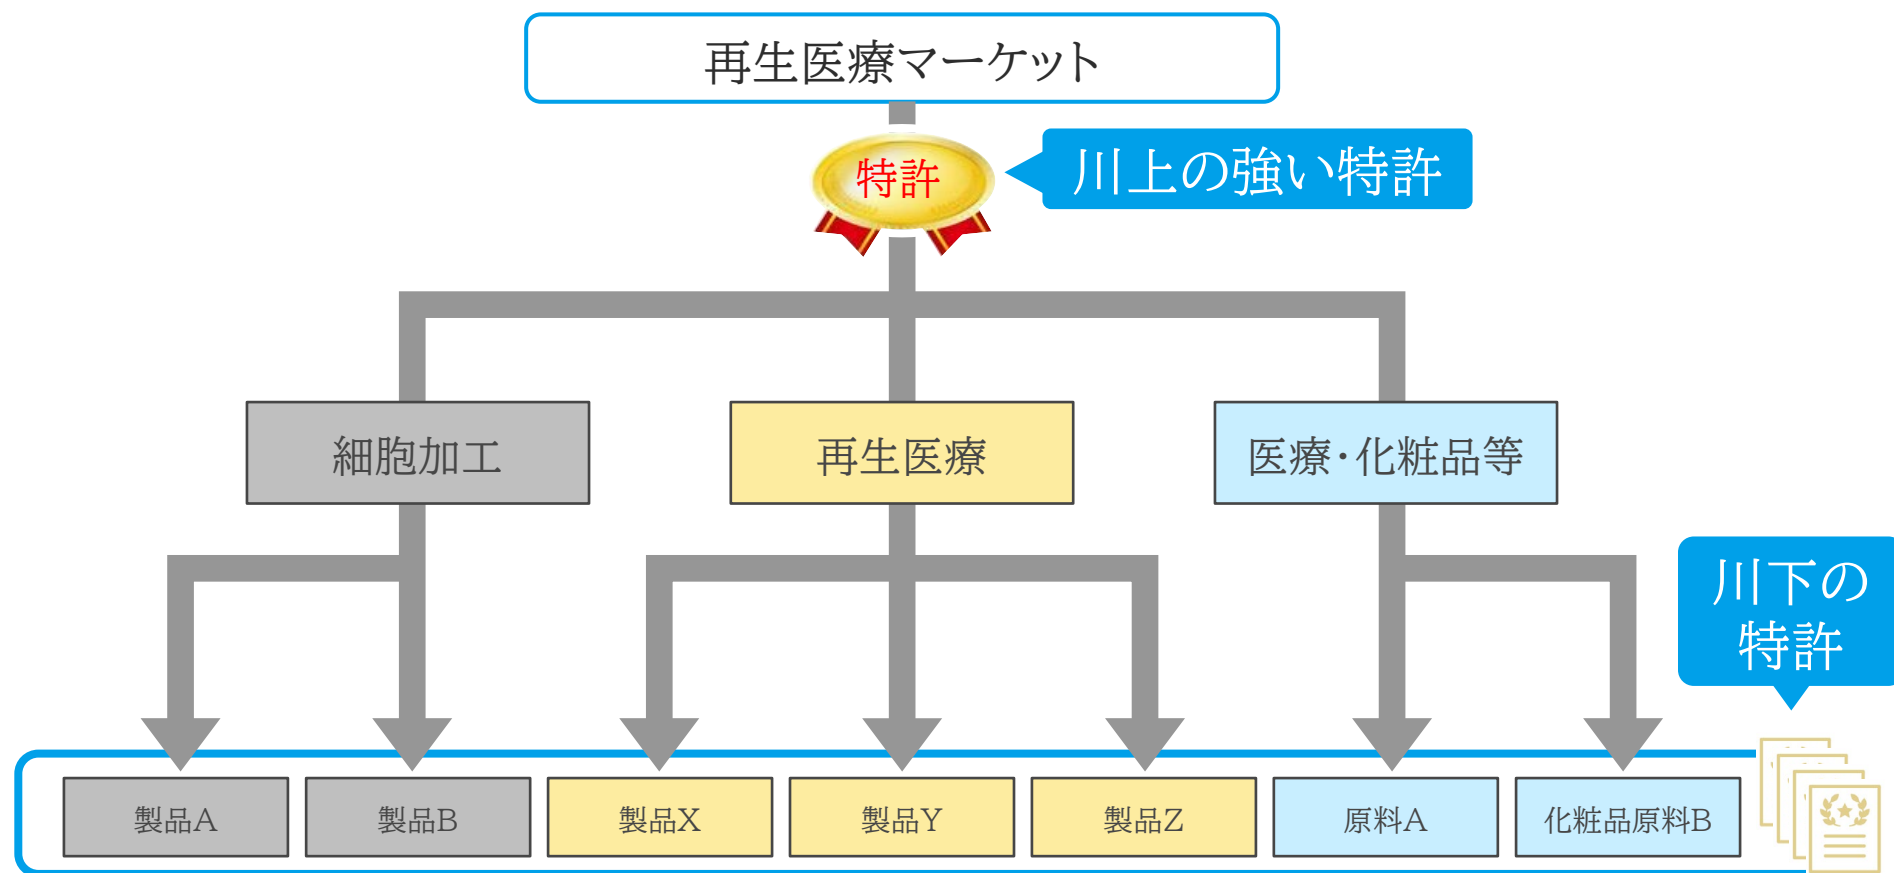 再生医療マーケット
特許
川上の強い特許
細胞加工
再生医療
医療・化粧品等
川下の
特許
製品A
製品B
製品X
製品Y
製品Z
原料A
化粧品原料B